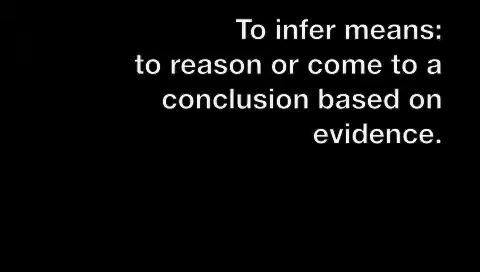 To infer means:
to reason or come to a
conclusion based on
evidence.